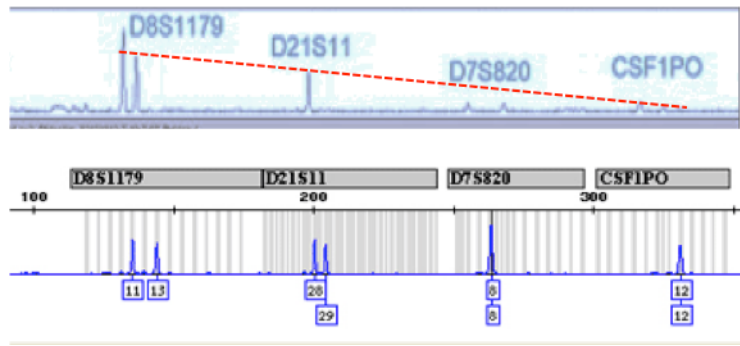 D8S1179
D21S11
D7S820
CSF1PO
D8S1179 D21S11 D7S820 CSF1PO
100 200 300
11 13 28 8 12
29 8 12